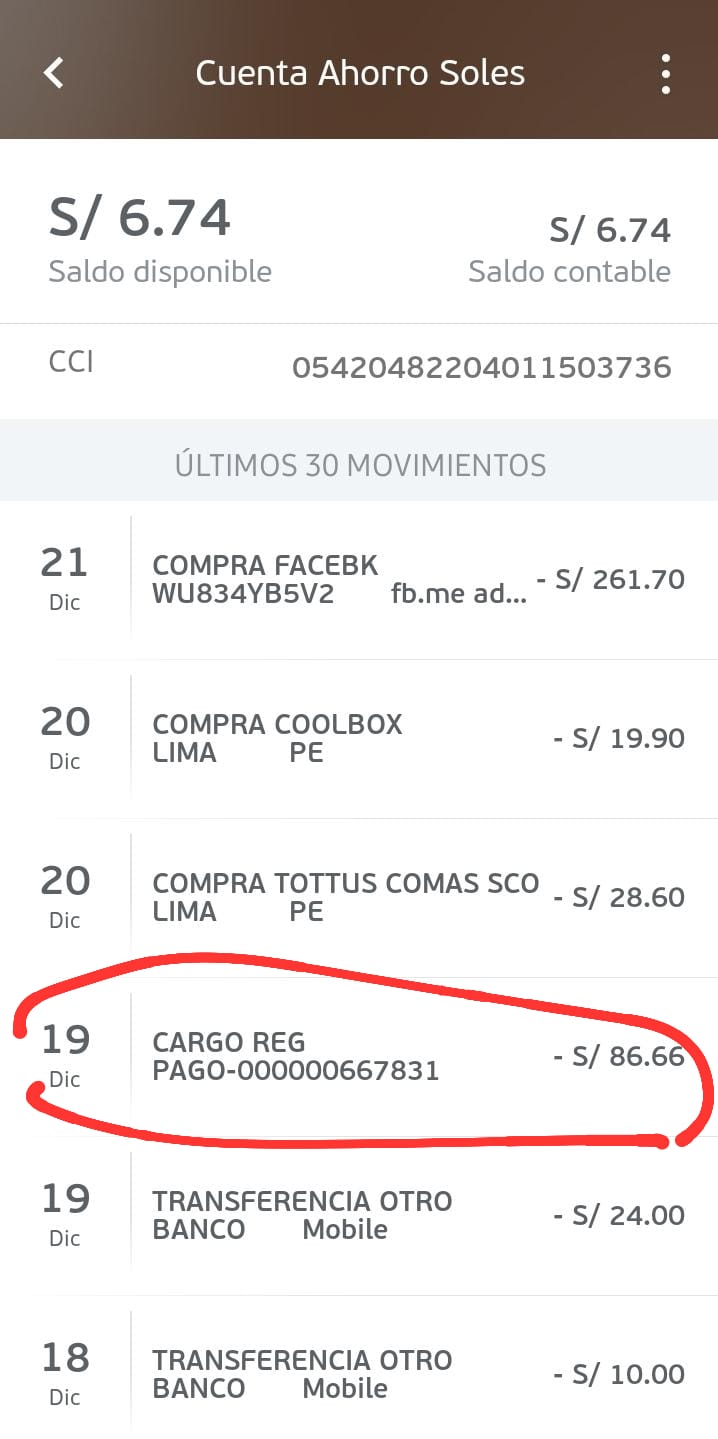 Cuenta Ahorro Soles
S/ 6.74
S/ 6.74
Saldo disponible
Saldo contable
CCI
05420482204011503736
ÚLTIMOS 30 MOVIMIENTOS
21
Dic
COMPRA FACEBK
WU834YB5V2 fb.me ad...
- S/ 261.70
20
Dic
COMPRA COOLBOX
LIMA PE
- S/ 19.90
20
Dic
COMPRA TOTTUS COMAS SCO
LIMA PE
- S/ 28.60
19
Dic
CARGO REG
PAGO-000000667831
- S/ 86.66
19
Dic
TRANSFERENCIA OTRO
BANCO Mobile
- S/ 24.00
18
Dic
TRANSFERENCIA OTRO
BANCO Mobile
- S/ 10.00